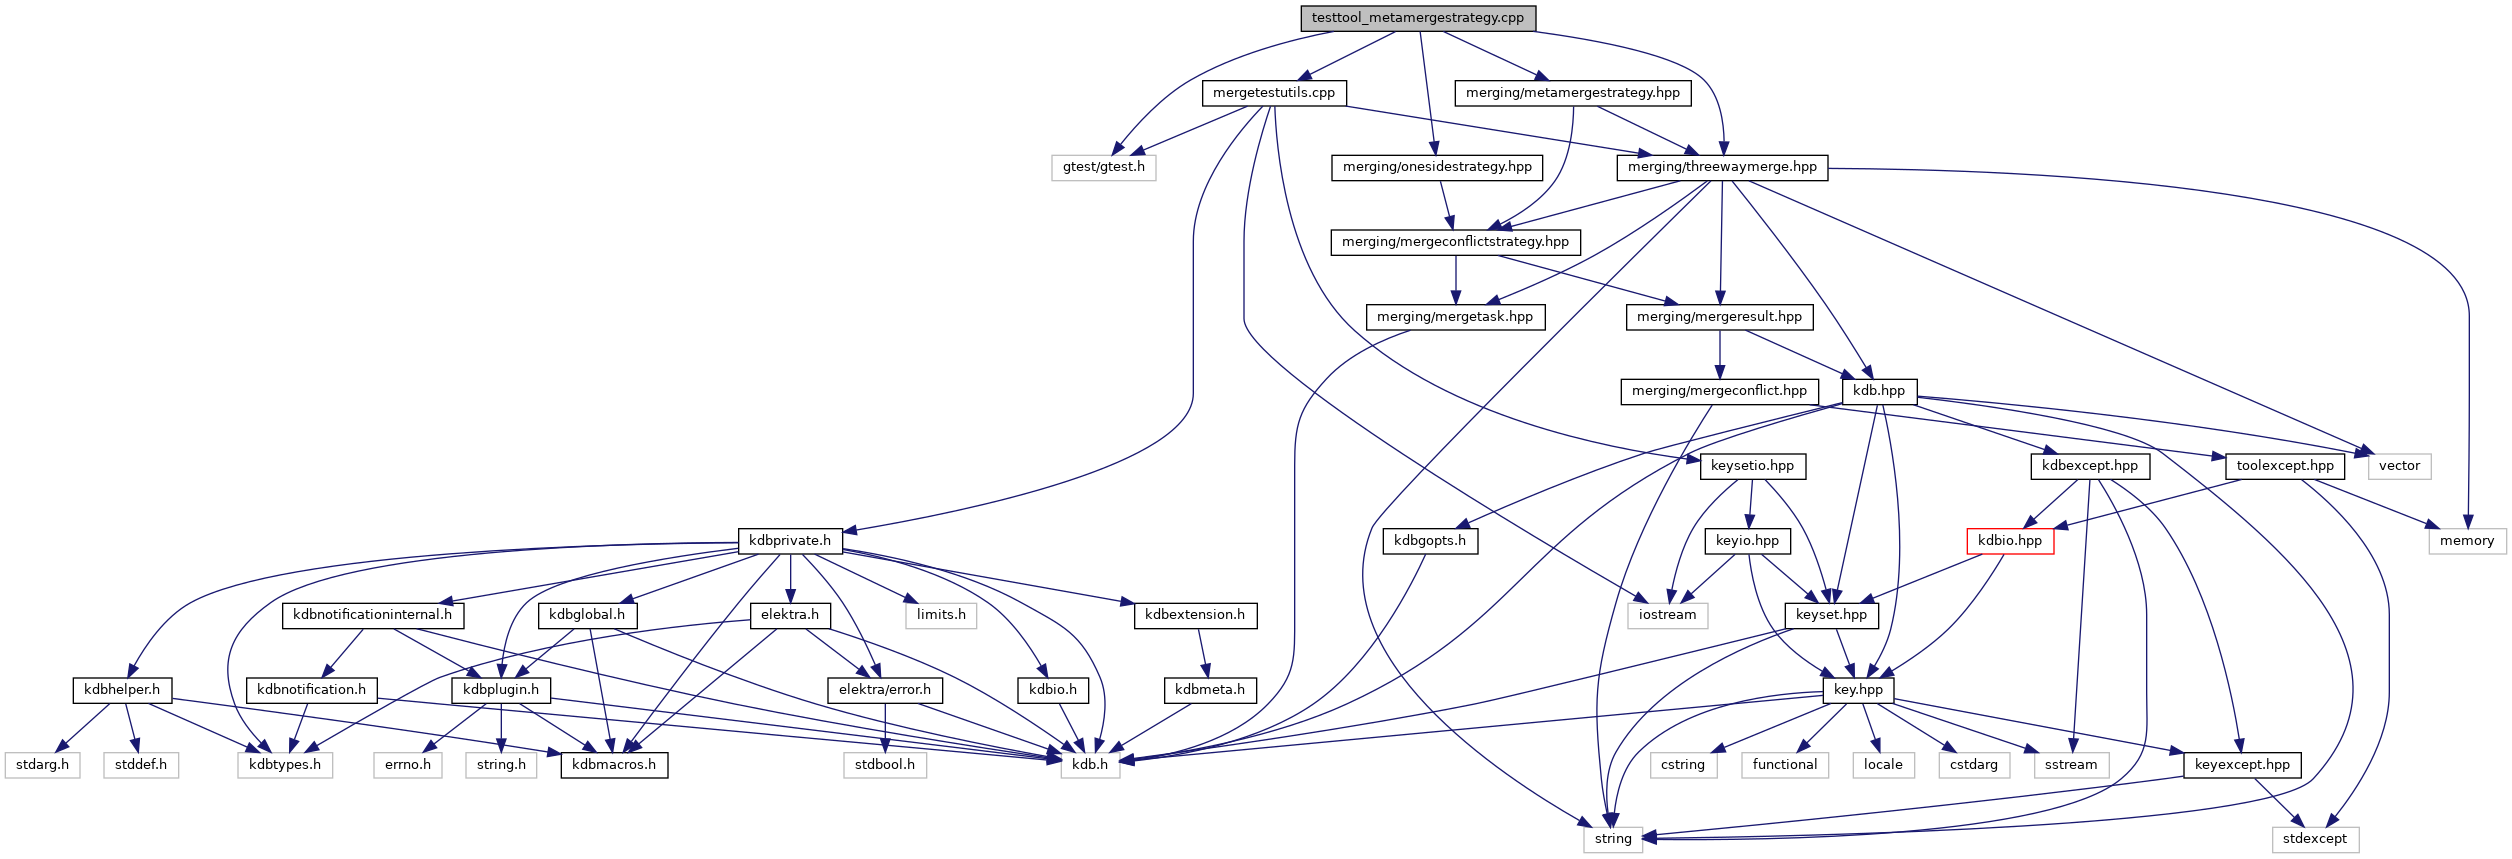 testtool_metamergestrategy.cpp
mergetestutils.cpp
merging/metamergestrategy.hpp
gtest/gtest.h
merging/onesidestrategy.hpp
merging/threewaymerge.hpp
merging/mergeconflictstrategy.hpp
merging/mergetask.hpp
merging/mergeresult.hpp
merging/mergeconflict.hpp
kdb.hpp
keysetio.hpp
kdbexcept.hpp
toolexcept.hpp
vector
kdbprivate.h
kdbgopts.h
keyio.hpp
kdbio.hpp
memory
kdbnotificationinternal.h
kdbglobal.h
elektra.h
limits.h
kdbextension.h
iostream
keyset.hpp
kdbhelper.h
kdbnotification.h
kdbplugin.h
elektra/error.h
kdbio.h
kdbmeta.h
key.hpp
stdarg.h
stddef.h
kdbtypes.h
errno.h
string.h
kdbmacros.h
stdbool.h
kdb.h
cstring
functional
locale
cstdarg
sstream
keyexcept.hpp
string
stdexcept